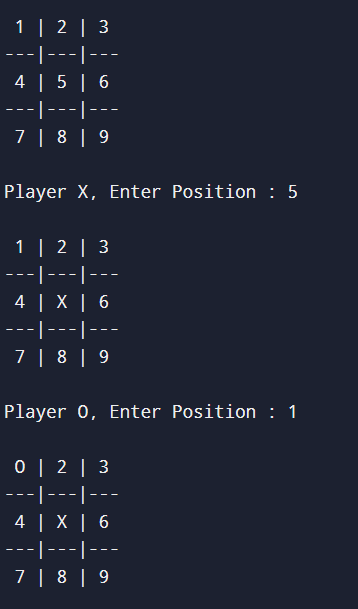 1 | 2 | 3
---|---|---
4 | 5 | 6
---|---|---
7 | 8 | 9
Player X, Enter Position : 5
1 | 2 | 3
---|---|---
4 | X | 6
---|---|---
7 | 8 | 9
Player O, Enter Position : 1
O | 2 | 3
---|---|---
4 | X | 6
---|---|---
7 | 8 | 9